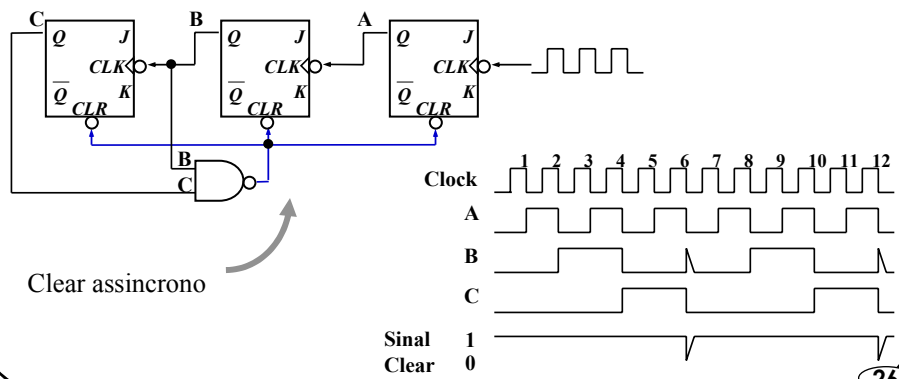 C
B
A
Q J
CLK
Q K
CLR
Q J
CLK
Q K
CLR
Q J
CLK
Q K
CLR
B
C
Clear assincrono
1 2 3 4 5 6 7 8 9 10 11 12
Clock
A
B
C
Sinal 1
Clear 0
26